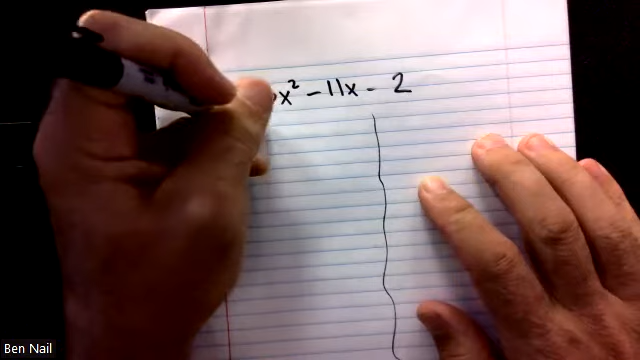 x² - 11x - 2
Ben Nail